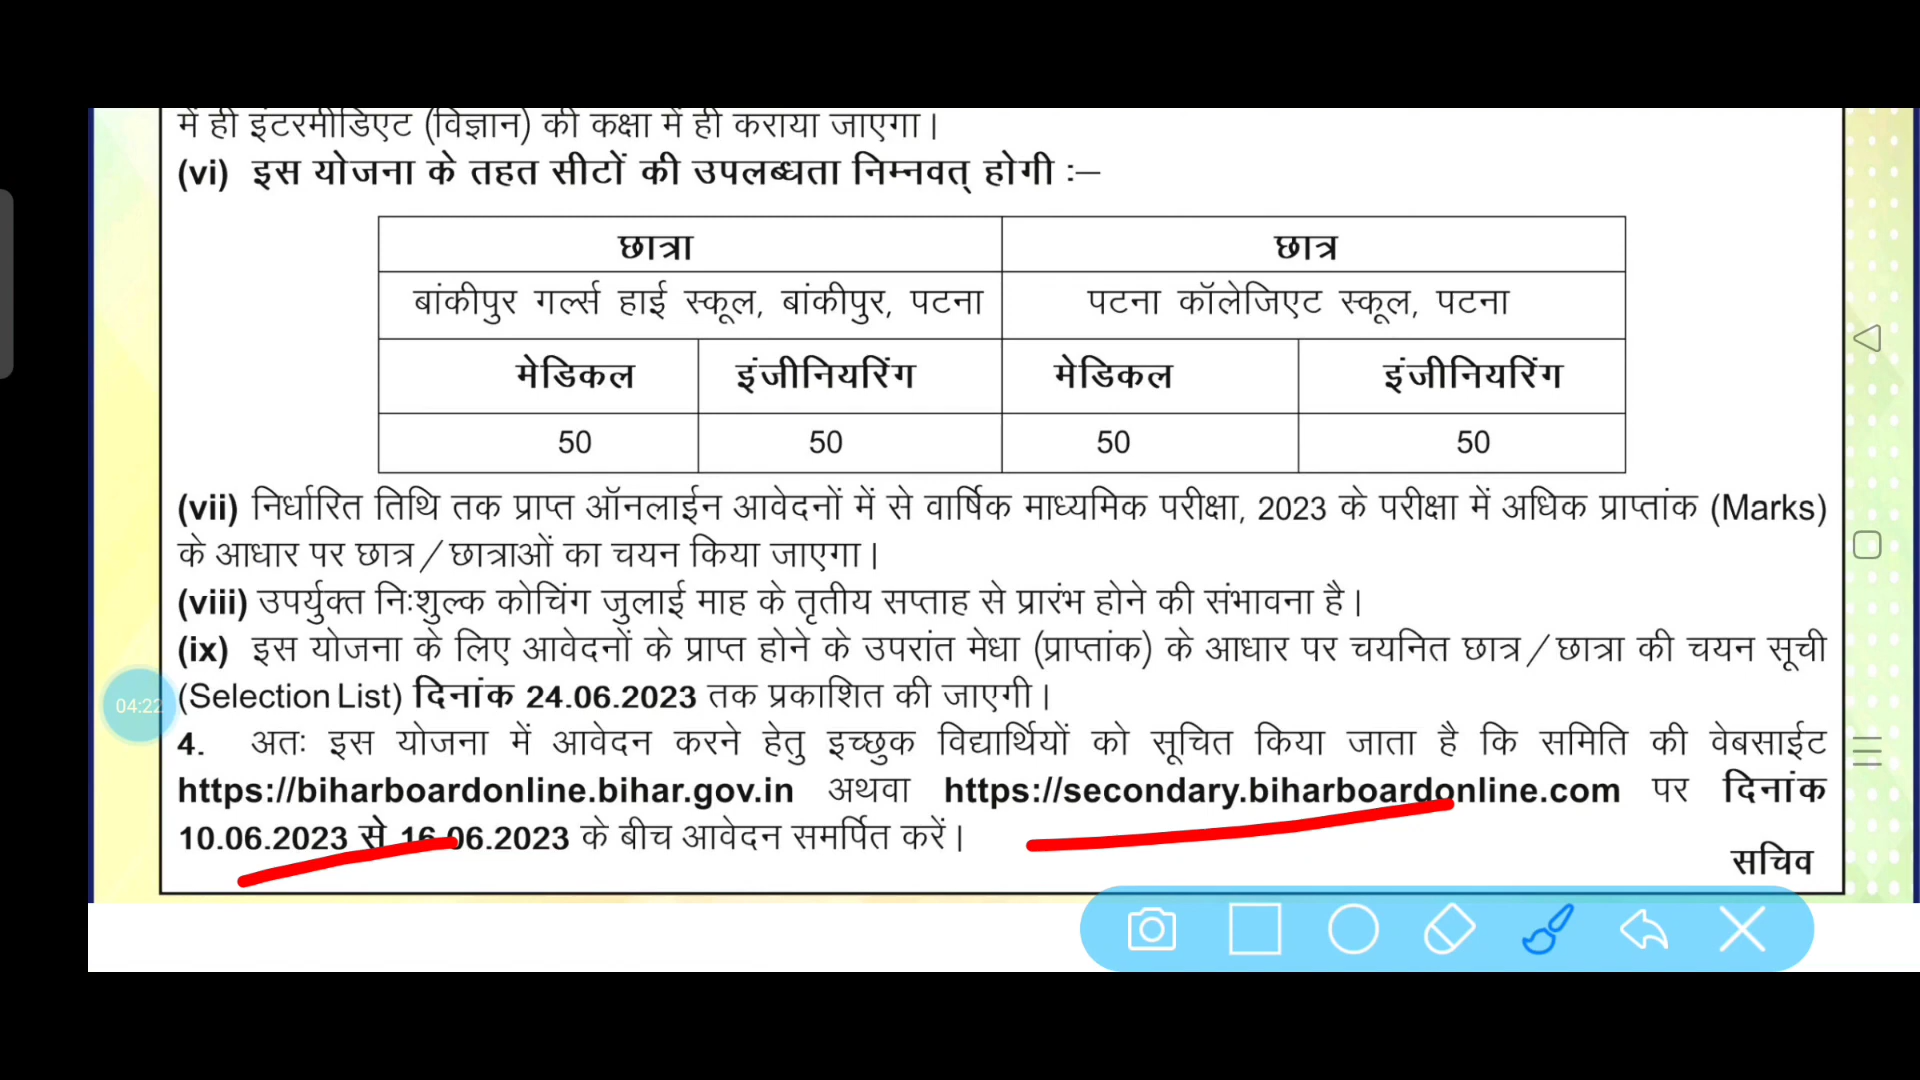 में ही इंटरमीडिएट (विज्ञान) की कक्षा में ही कराया जाएगा।
(vi) इस योजना के तहत सीटों की उपलब्धता निम्नवत् होगी :–
छात्रा छात्र
बांकीपुर गर्ल्स हाई स्कूल, बांकीपुर, पटना पटना कॉलेजिएट स्कूल, पटना
मेडिकल इंजीनियरिंग मेडिकल इंजीनियरिंग
50 50 50 50
(vii) निर्धारित तिथि तक प्राप्त ऑनलाईन आवेदनों में से वार्षिक माध्यमिक परीक्षा, 2023 के परीक्षा में अधिक प्राप्तांक (Marks)
के आधार पर छात्र/छात्राओं का चयन किया जाएगा।
(viii) उपर्युक्त निःशुल्क कोचिंग जुलाई माह के तृतीय सप्ताह से प्रारंभ होने की संभावना है।
(ix) इस योजना के लिए आवेदनों के प्राप्त होने के उपरांत मेधा (प्राप्तांक) के आधार पर चयनित छात्र/छात्रा की चयन सूची
(Selection List) दिनांक 24.06.2023 तक प्रकाशित की जाएगी।
04:22
4. अतः इस योजना में आवेदन करने हेतु इच्छुक विद्यार्थियों को सूचित किया जाता है कि समिति की वेबसाईट
https://biharboardonline.bihar.gov.in अथवा https://secondary.biharboardonline.com पर दिनांक
10.06.2023 से 16.06.2023 के बीच आवेदन समर्पित करें।
सचिव